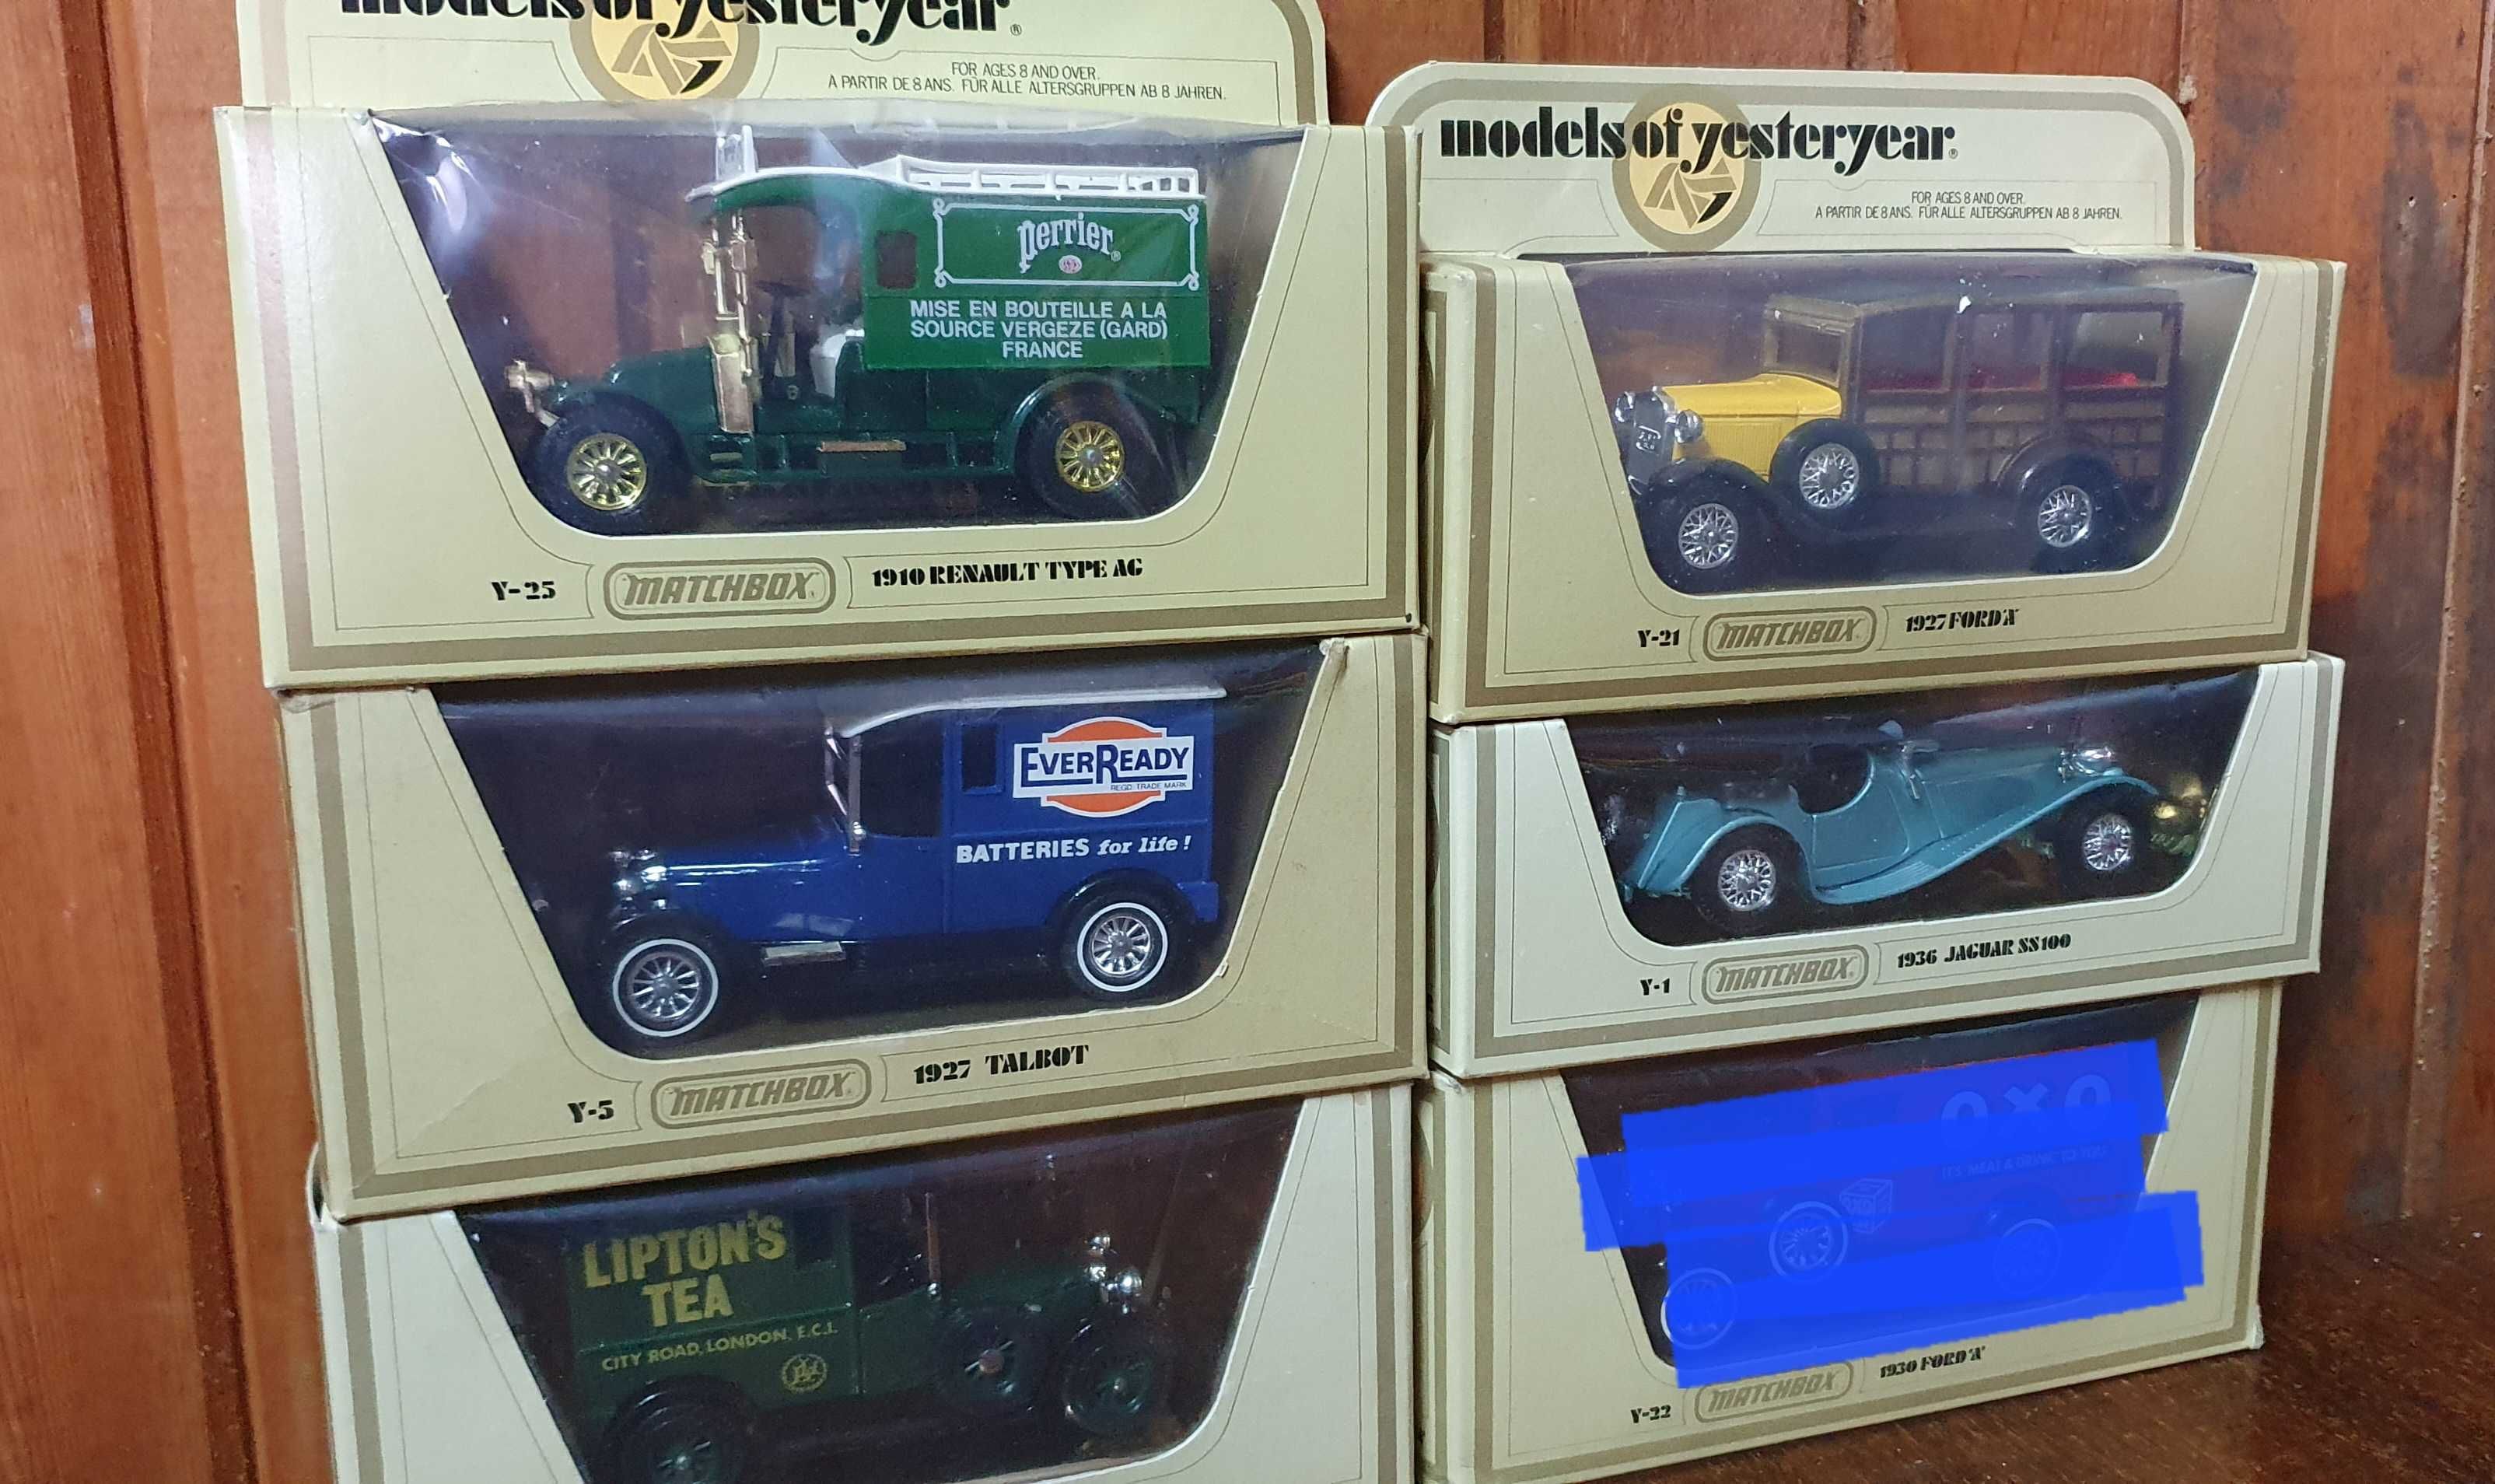 models of yesteryear®
FOR AGES 8 AND OVER.
A PARTIR DE 8 ANS. FÜR ALLE ALTERSGRUPPEN AB 8 JAHREN.
perrier®
MISE EN BOUTEILLE A LA
SOURCE VERGEZE (GARD)
FRANCE
Y-25 MATCHBOX 1910 RENAULT TYPE AG
EVERREADY
REGD. TRADE MARK
BATTERIES for life!
Y-5 MATCHBOX 1927 TALBOT
LIPTON'S
TEA
CITY ROAD, LONDON, E.C.1.
models of yesteryear®
FOR AGES 8 AND OVER.
A PARTIR DE 8 ANS. FÜR ALLE ALTERSGRUPPEN AB 8 JAHREN.
Y-21 MATCHBOX 1927 FORD 'A'
Y-1 MATCHBOX 1936 JAGUAR SS100
OXO
Y-22 MATCHBOX 1930 FORD 'A'